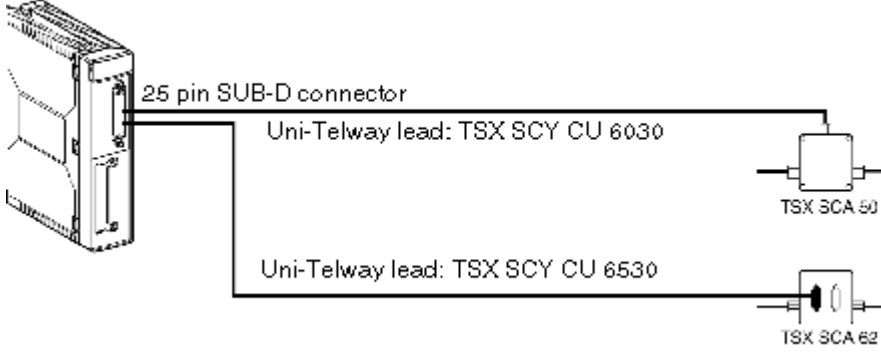 25 pin SUB-D connector
Uni-Telway lead: TSX SCY CU 6030
TSX SCA 50
Uni-Telway lead: TSX SCY CU 6530
TSX SCA 62